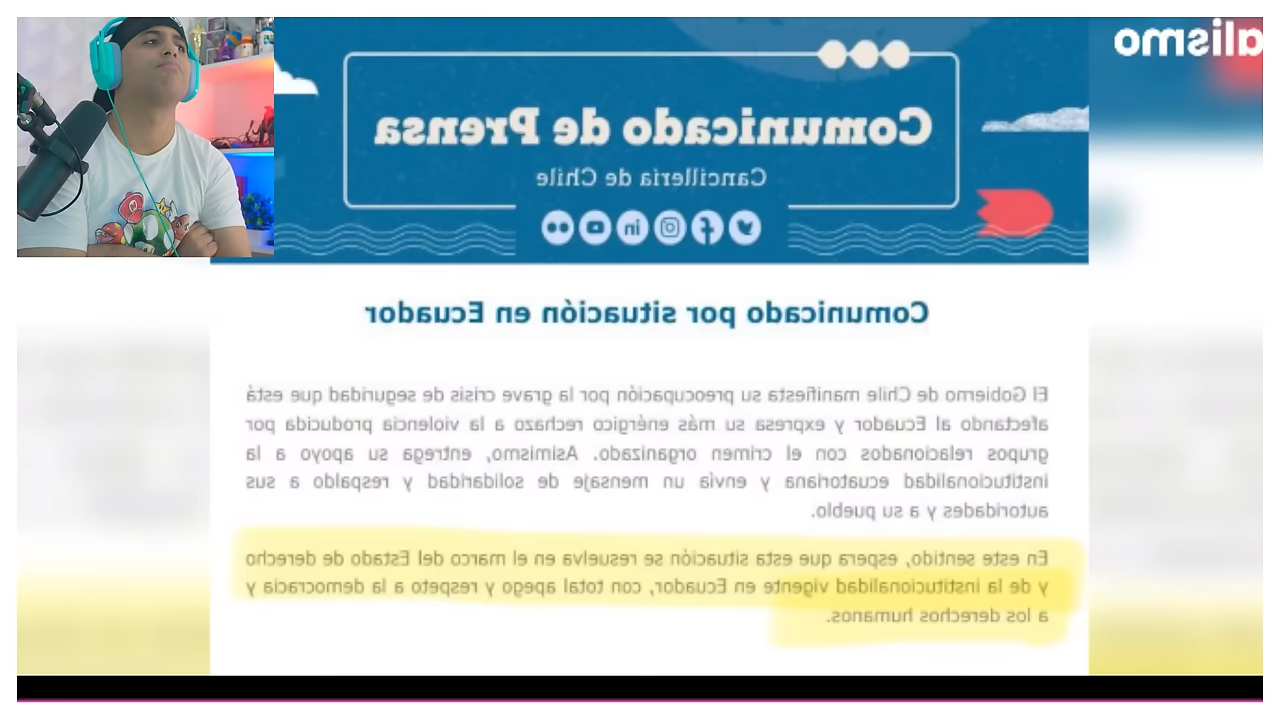 alismo
Comunicado de Prensa
Cancillería de Chile
in
Comunicado por situación en Ecuador
El Gobierno de Chile manifiesta su preocupación por la grave crisis de seguridad que está
afectando al Ecuador y expresa su más enérgico rechazo a la violencia producida por
grupos relacionados con el crimen organizado. Asimismo, entrega su apoyo a la
institucionalidad ecuatoriana y envía un mensaje de solidaridad y respaldo a sus
autoridades y a su pueblo.
En este sentido, espera que esta situación se resuelva en el marco del Estado de derecho
y de la institucionalidad vigente en Ecuador, con total apego y respeto a la democracia y
a los derechos humanos.